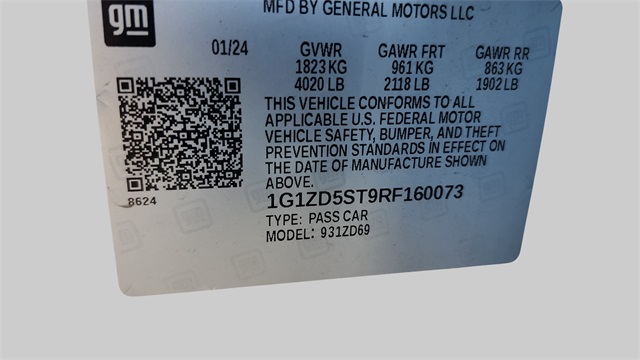 gm
MFD BY GENERAL MOTORS LLC
01/24 GVWR GAWR FRT GAWR RR
1823 KG 961 KG 863 KG
4020 LB 2118 LB 1902 LB
THIS VEHICLE CONFORMS TO ALL
APPLICABLE U.S. FEDERAL MOTOR
VEHICLE SAFETY, BUMPER, AND THEFT
PREVENTION STANDARDS IN EFFECT ON
THE DATE OF MANUFACTURE SHOWN
ABOVE.
8624
1G1ZD5ST9RF160073
TYPE: PASS CAR
MODEL: 931ZD69